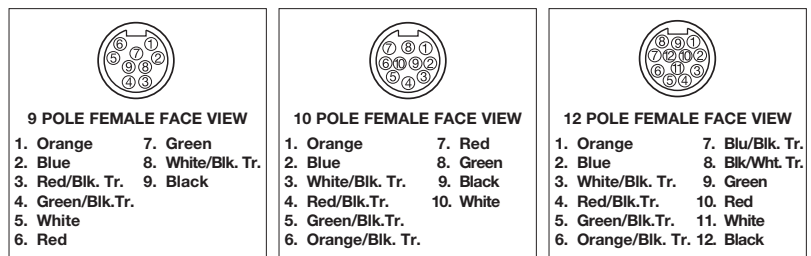 6 1
5 7 2
9 8
4 3
9 POLE FEMALE FACE VIEW
1. Orange 7. Green
2. Blue 8. White/Blk. Tr.
3. Red/Blk. Tr. 9. Black
4. Green/Blk.Tr.
5. White
6. Red
7 8 1
6 10 9 2
5 4 3
10 POLE FEMALE FACE VIEW
1. Orange 7. Red
2. Blue 8. Green
3. White/Blk. Tr. 9. Black
4. Red/Blk.Tr. 10. White
5. Green/Blk.Tr.
6. Orange/Blk. Tr.
8 9 1
7 12 10 2
6 11 3
5 4
12 POLE FEMALE FACE VIEW
1. Orange 7. Blu/Blk. Tr.
2. Blue 8. Blk/Wht. Tr.
3. White/Blk. Tr. 9. Green
4. Red/Blk.Tr. 10. Red
5. Green/Blk.Tr. 11. White
6. Orange/Blk. Tr. 12. Black